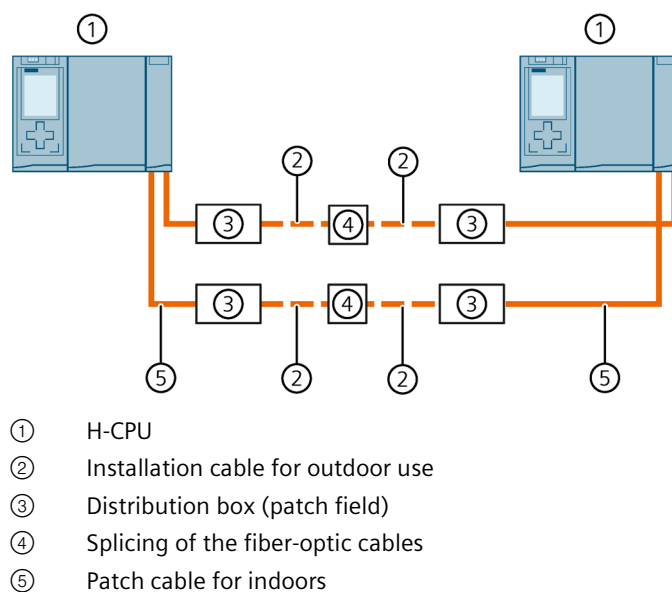 ① ①
② ②
③ ④ ③
③ ④ ③
⑤ ② ② ⑤
① H-CPU
② Installation cable for outdoor use
③ Distribution box (patch field)
④ Splicing of the fiber-optic cables
⑤ Patch cable for indoors